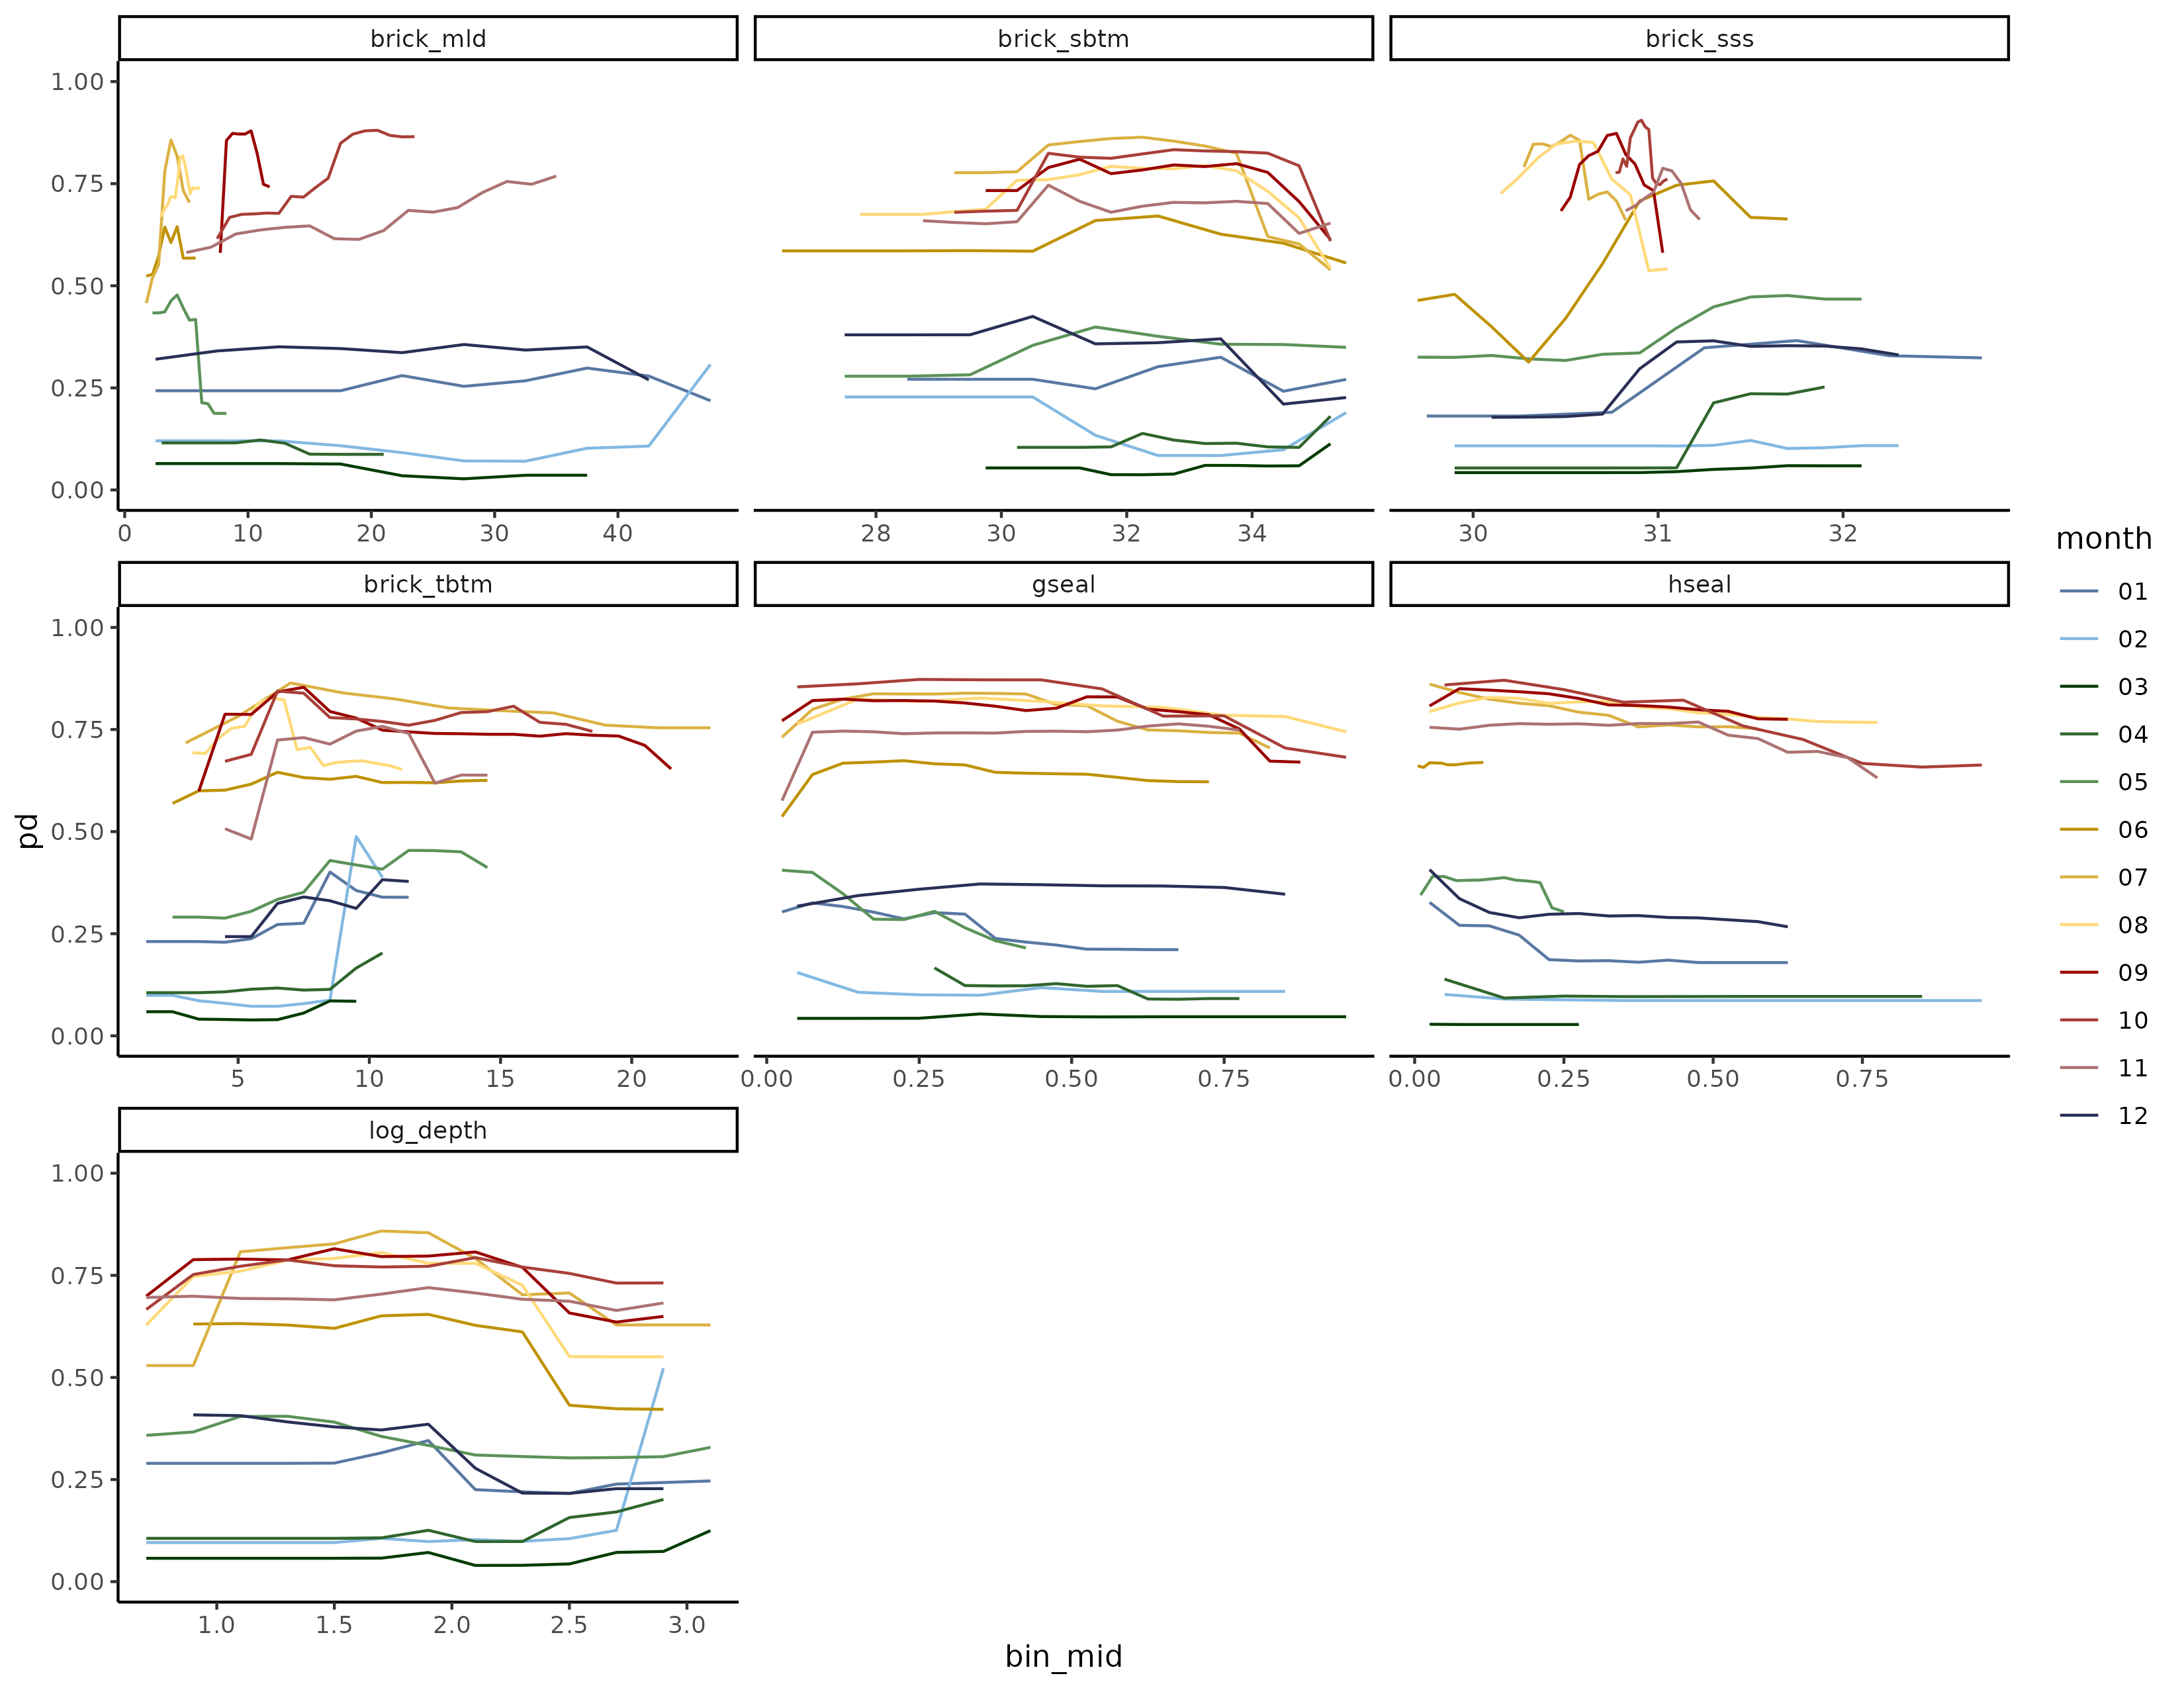 brick_mld brick_sbtm brick_sss
1.00
0.75
0.50
0.25
0.00
0 10 20 30 40
28 30 32 34
30 31 32
brick_tbtm gseal hseal
1.00
0.75
0.50
0.25
0.00
5 10 15 20
0.00 0.25 0.50 0.75
0.00 0.25 0.50 0.75
log_depth
1.00
0.75
0.50
0.25
0.00
1.0 1.5 2.0 2.5 3.0
pd
bin_mid
month
01
02
03
04
05
06
07
08
09
10
11
12